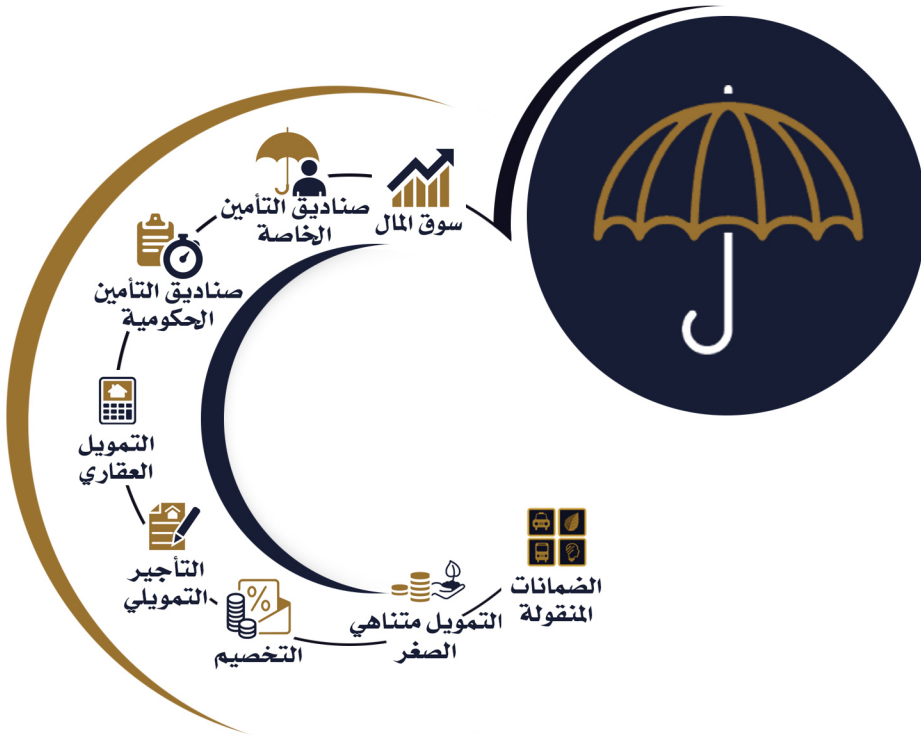 سوق المال
صناديق التأمين
الخاصة
صناديق التأمين
الحكومية
التمويل
العقاري
التأجير
التمويلي
التخصيم
التمويل متناهي
الصغر
الضمانات
المنقولة
%